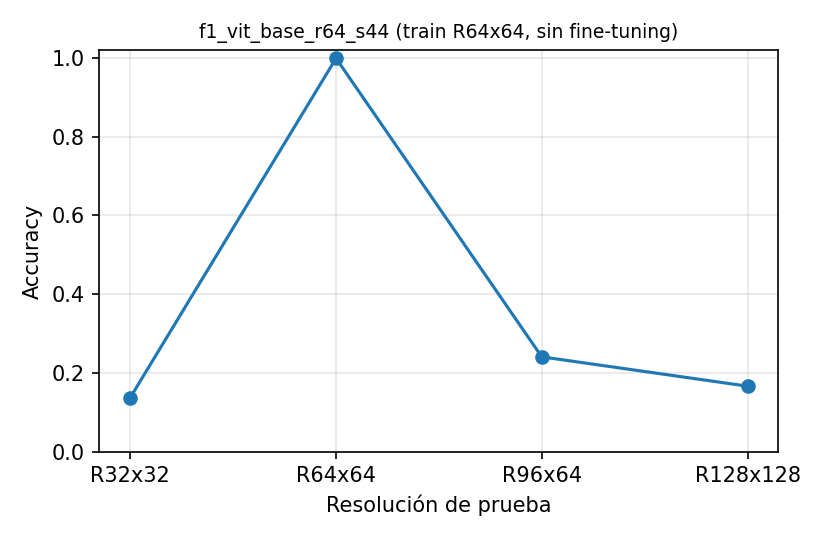 f1_vit_base_r64_s44 (train R64x64, sin fine-tuning)
1.0
0.8
0.6
0.4
0.2
0.0
Accuracy
R32x32 R64x64 R96x64 R128x128
Resolución de prueba